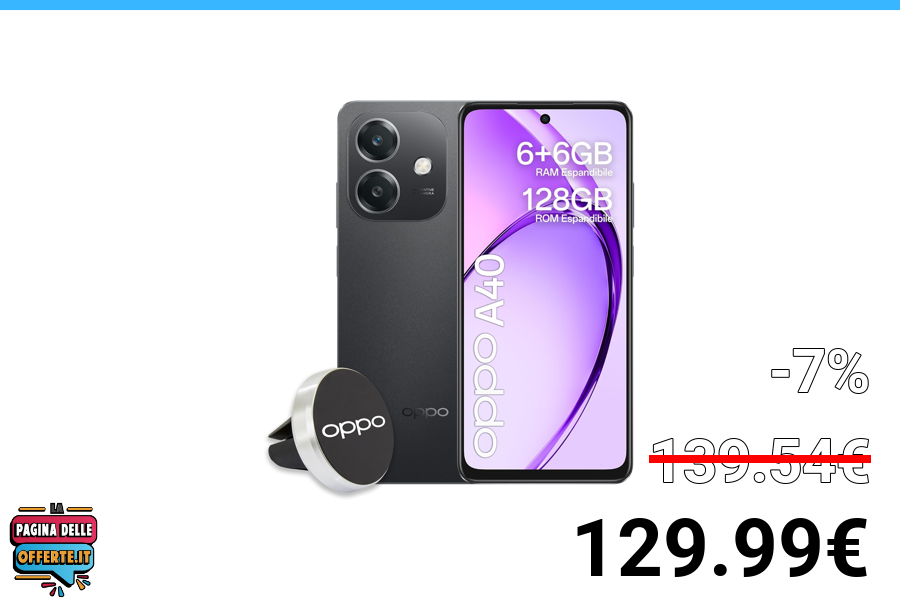 6+6GB
RAM Espandibile
128GB
ROM Espandibile
oppo A40
oppo
oppo
-7%
139.54€
129.99€
LA
PAGINA DELLE
OFFERTE.IT